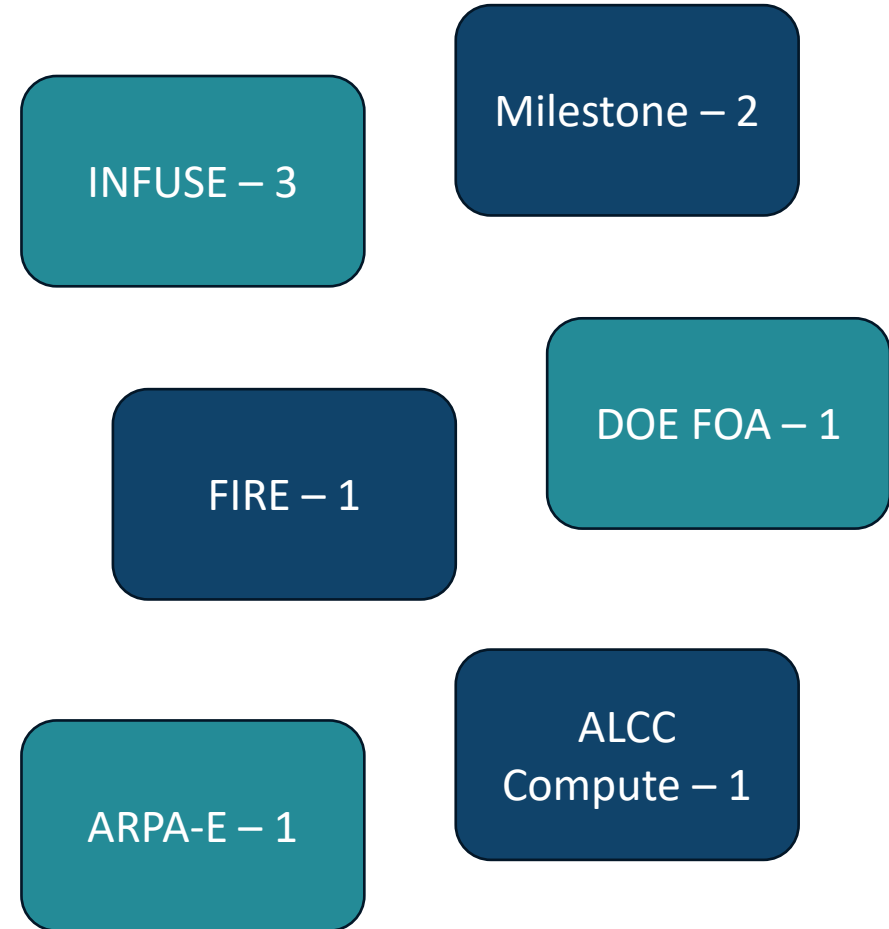 Milestone – 2
INFUSE – 3
DOE FOA – 1
FIRE – 1
ALCC
Compute – 1
ARPA-E – 1